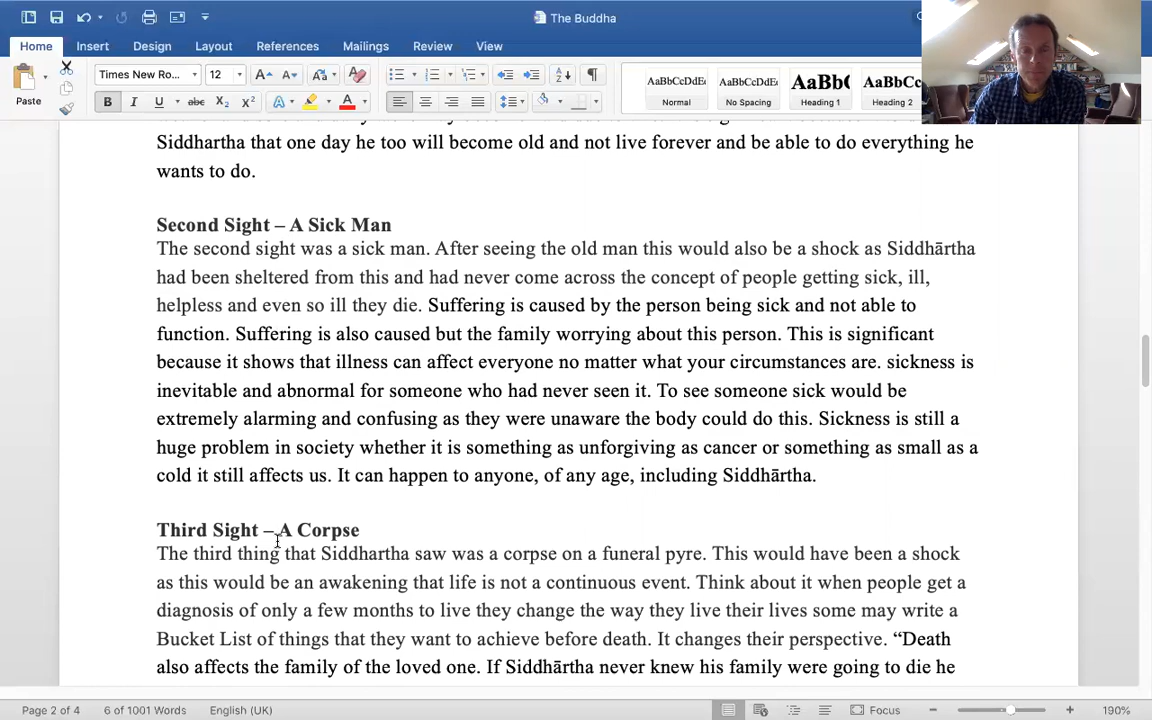 The Buddha
Home Insert Design Layout References Mailings Review View
Paste
Times New Ro... 12
B I U abc X2 X2 A A
AaBbCcDdEe AaBbCcDdEe AaBb( AaBbCc
Normal No Spacing Heading 1 Heading 2
Siddhartha that one day he too will become old and not live forever and be able to do everything he
wants to do.
Second Sight – A Sick Man
The second sight was a sick man. After seeing the old man this would also be a shock as Siddhārtha
had been sheltered from this and had never come across the concept of people getting sick, ill,
helpless and even so ill they die. Suffering is caused by the person being sick and not able to
function. Suffering is also caused but the family worrying about this person. This is significant
because it shows that illness can affect everyone no matter what your circumstances are. sickness is
inevitable and abnormal for someone who had never seen it. To see someone sick would be
extremely alarming and confusing as they were unaware the body could do this. Sickness is still a
huge problem in society whether it is something as unforgiving as cancer or something as small as a
cold it still affects us. It can happen to anyone, of any age, including Siddhārtha.
Third Sight – A Corpse
The third thing that Siddhartha saw was a corpse on a funeral pyre. This would have been a shock
as this would be an awakening that life is not a continuous event. Think about it when people get a
diagnosis of only a few months to live they change the way they live their lives some may write a
Bucket List of things that they want to achieve before death. It changes their perspective. “Death
also affects the family of the loved one. If Siddhārtha never knew his family were going to die he
Page 2 of 4 6 of 1001 Words English (UK) Focus 190%